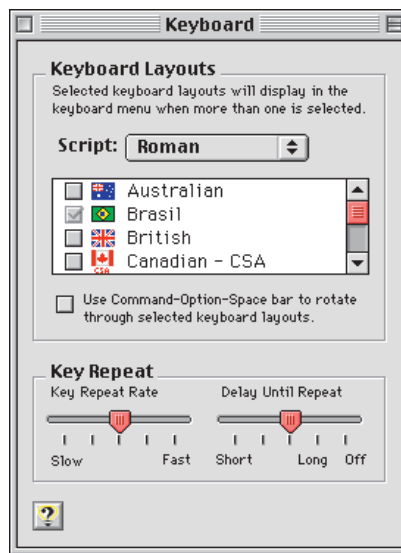 Keyboard
Keyboard Layouts
Selected keyboard layouts will display in the
keyboard menu when more than one is selected.
Script: Roman
Australian
Brasil
British
CSA Canadian - CSA
Use Command-Option-Space bar to rotate
through selected keyboard layouts.
Key Repeat
Key Repeat Rate Delay Until Repeat
Slow Fast Short Long Off
?